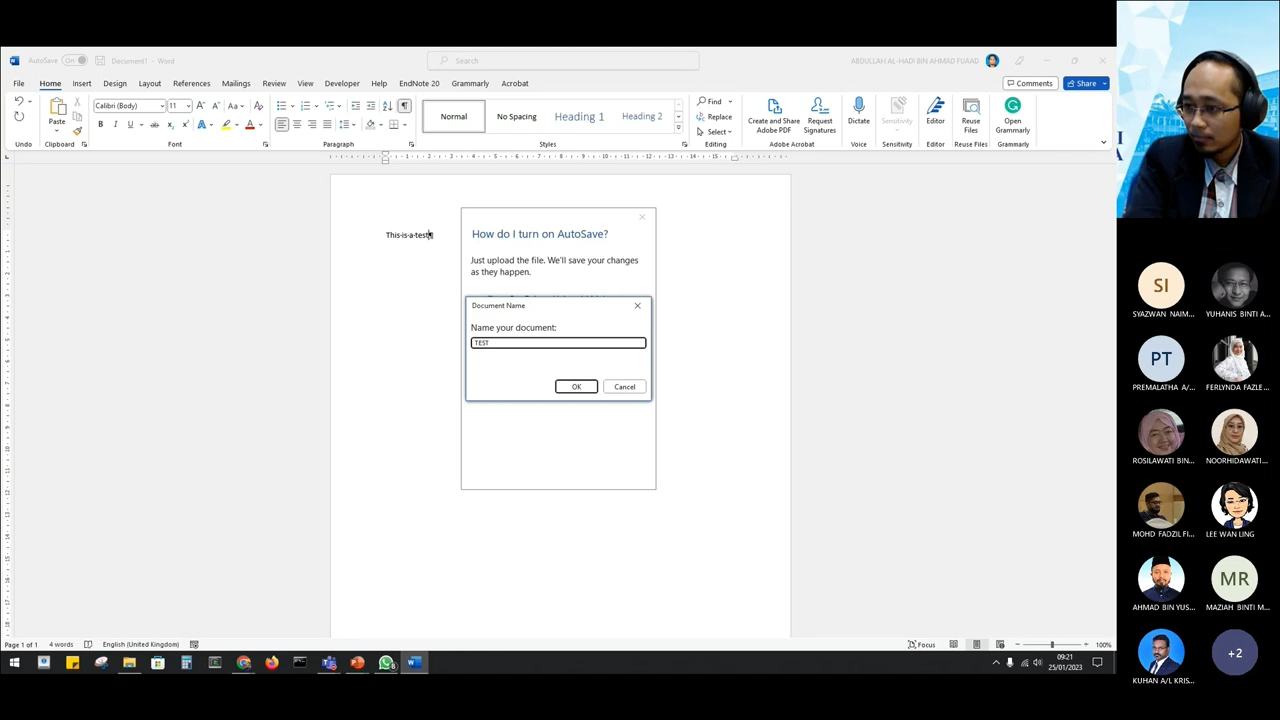 AutoSave On Document1 - Word
Search
ABDULLAH AL-HADI BIN AHMAD FUAAD
File Home Insert Design Layout References Mailings Review View Developer Help EndNote 20 Grammarly Acrobat
Comments Share
Paste
Calibri (Body) 11
Normal
No Spacing
Heading 1
Heading 2
Find
Replace
Select
Create and Share
Adobe PDF
Request
Signatures
Dictate
Sensitivity
Editor
Reuse
Files
Open
Grammarly
Undo Clipboard Font Paragraph Styles Editing Adobe Acrobat Voice Sensitivity Editor Reuse Files Grammarly
This·is·a·test¶
How do I turn on AutoSave?
Just upload the file. We'll save your changes
as they happen.
Document Name
Name your document:
TEST
OK
Cancel
Page 1 of 1 4 words English (United Kingdom)
Focus
100%
09:21
25/01/2023
SI
SYAZWAN NAIM...
YUHANIS BINTI A...
PT
PREMALATHA A/...
FERLYNDA FAZLE...
ROSILAWATI BIN...
NOORHIDAWATI...
MOHD FADZIL FI...
LEE WAN LING
AHMAD BIN YUS...
MR
MAZIAH BINTI M...
KUHAN A/L KRIS...
+2